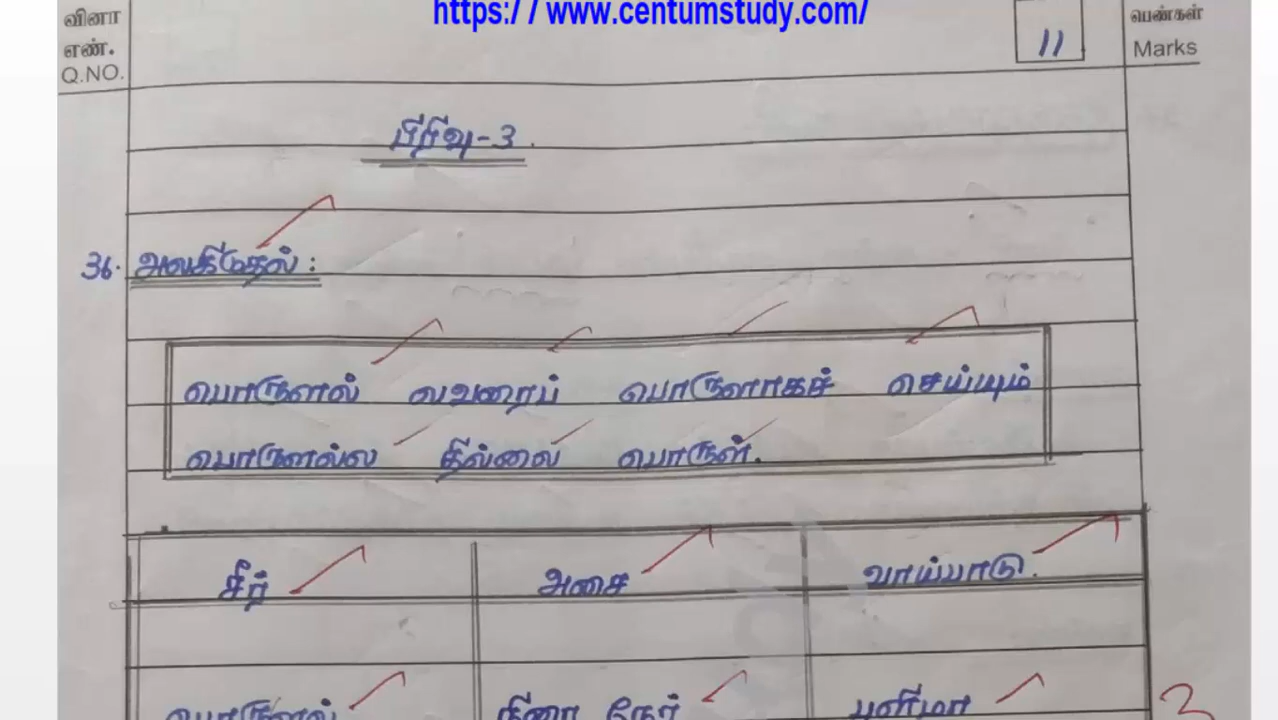 https://www.centumstudy.com/
வினா
எண்.
Q.NO.
11
பெண்கள்
Marks
பிரிவு-3.
36. அலகிடுதல் :
பொருளல் லவரைப் பொருளாகச் செய்யும்
பொருளல்ல தில்லை பொருள்.
சீர் அசை வாய்பாடு.
பொருளல் நிரை நேர் புளிமா
3